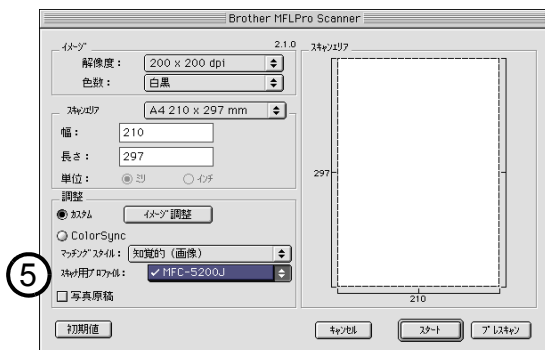 Brother MFLPro Scanner
ｲﾒｰｼﾞ 2.1.0
解像度： 200 x 200 dpi
色数： 白黒
ｽｷｬﾝｴﾘｱ A4 210 x 297 mm
幅： 210
長さ： 297
単位： ﾐﾘ ｲﾝﾁ
調整
ｶｽﾀﾑ ｲﾒｰｼﾞ調整
ColorSync
ﾏｯﾁﾝｸﾞｽﾀｲﾙ： 知覚的（画像）
5 ｽｷｬﾅ用ﾌﾟﾛﾌｧｲﾙ： ✓ MFC-5200J
写真原稿
初期値
ｽｷｬﾝｴﾘｱ
297
210
ｷｬﾝｾﾙ ｽﾀｰﾄ ﾌﾟﾚｽｷｬﾝ